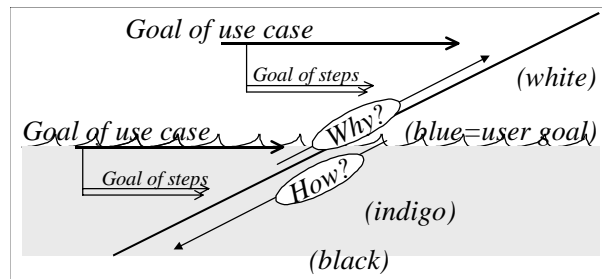 Goal of use case
Goal of steps
(white)
Goal of use case
Why?
(blue=user goal)
Goal of steps
How?
(indigo)
(black)